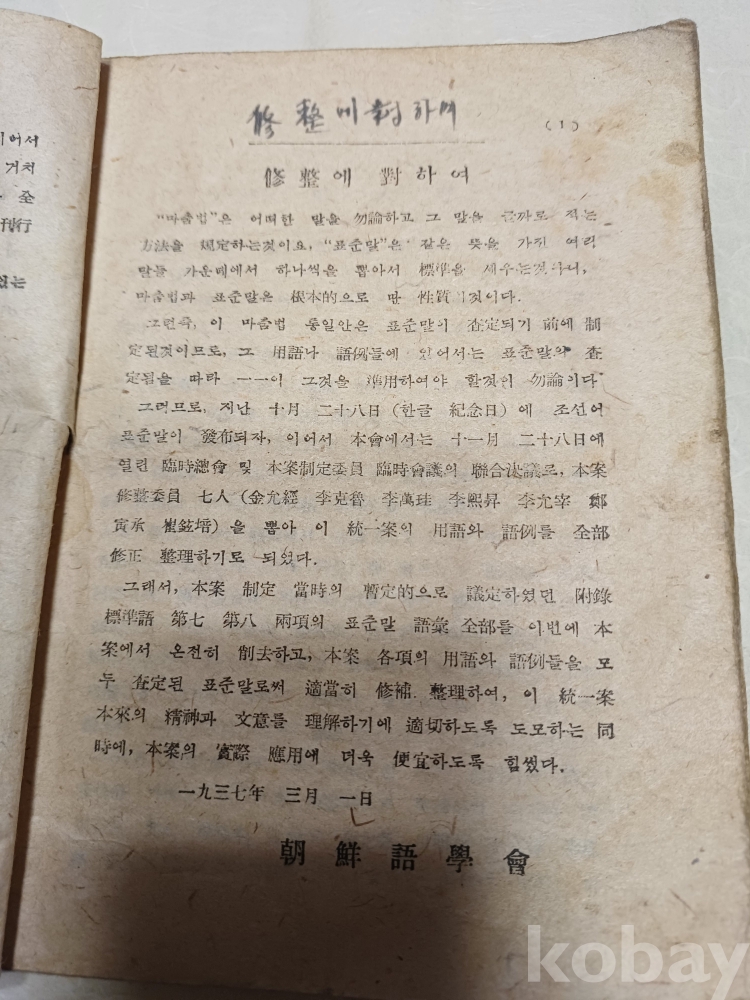 이어서
거처
全
刊行
있는
修整에 對하여
(1)
修整에 對하여
“마춤법”은 어떠한 말을 勿論하고 그 말을 글짜로 적는
方法을 規定하는것이요, “표준말”은 같은 뜻을 가진 여러
말들 가운데에서 하나씩을 뽑아서 標準을 세우는것이니,
마춤법과 표준말은 根本的으로 딴 性質의것이다.
그런즉, 이 마춤법 통일안은 표준말이 査定되기 前에 制
定된것이므로, 그 用語나 語例들에 있어서는 표준말의 査
定됨을 따라 一一이 그것을 準用하여야 할것이 勿論이다
그러므로, 지난 十月 二十八日(한글 紀念日)에 조선어
표준말이 發布되자, 이어서 本會에서는 十一月 二十八日에
열린 臨時總會 및 本案制定委員 臨時會議의 聯合決議로, 本案
修整委員 七人(金允經 李克魯 李萬珪 李熙昇 李允宰 鄭
寅承 崔鉉培)을 뽑아 이 統一案의 用語와 語例를 全部
修正 整理하기로 되었다.
그래서, 本案 制定 當時의 暫定的으로 議定하였던 附錄
標準語 第七 第八 兩項의 표준말 語彙 全部를 이번에 本
案에서 온전히 削去하고, 本案 各項의 用語와 語例들을 모
두 査定된 표준말로써 適當히 修補 整理하여, 이 統一案
本來의 精神과 文意를 理解하기에 適切하도록 도모하는 同
時에, 本案의 實際 應用에 더욱 便宜하도록 힘썼다.
一九三七年 三月 一日
朝鮮語學會
kobay